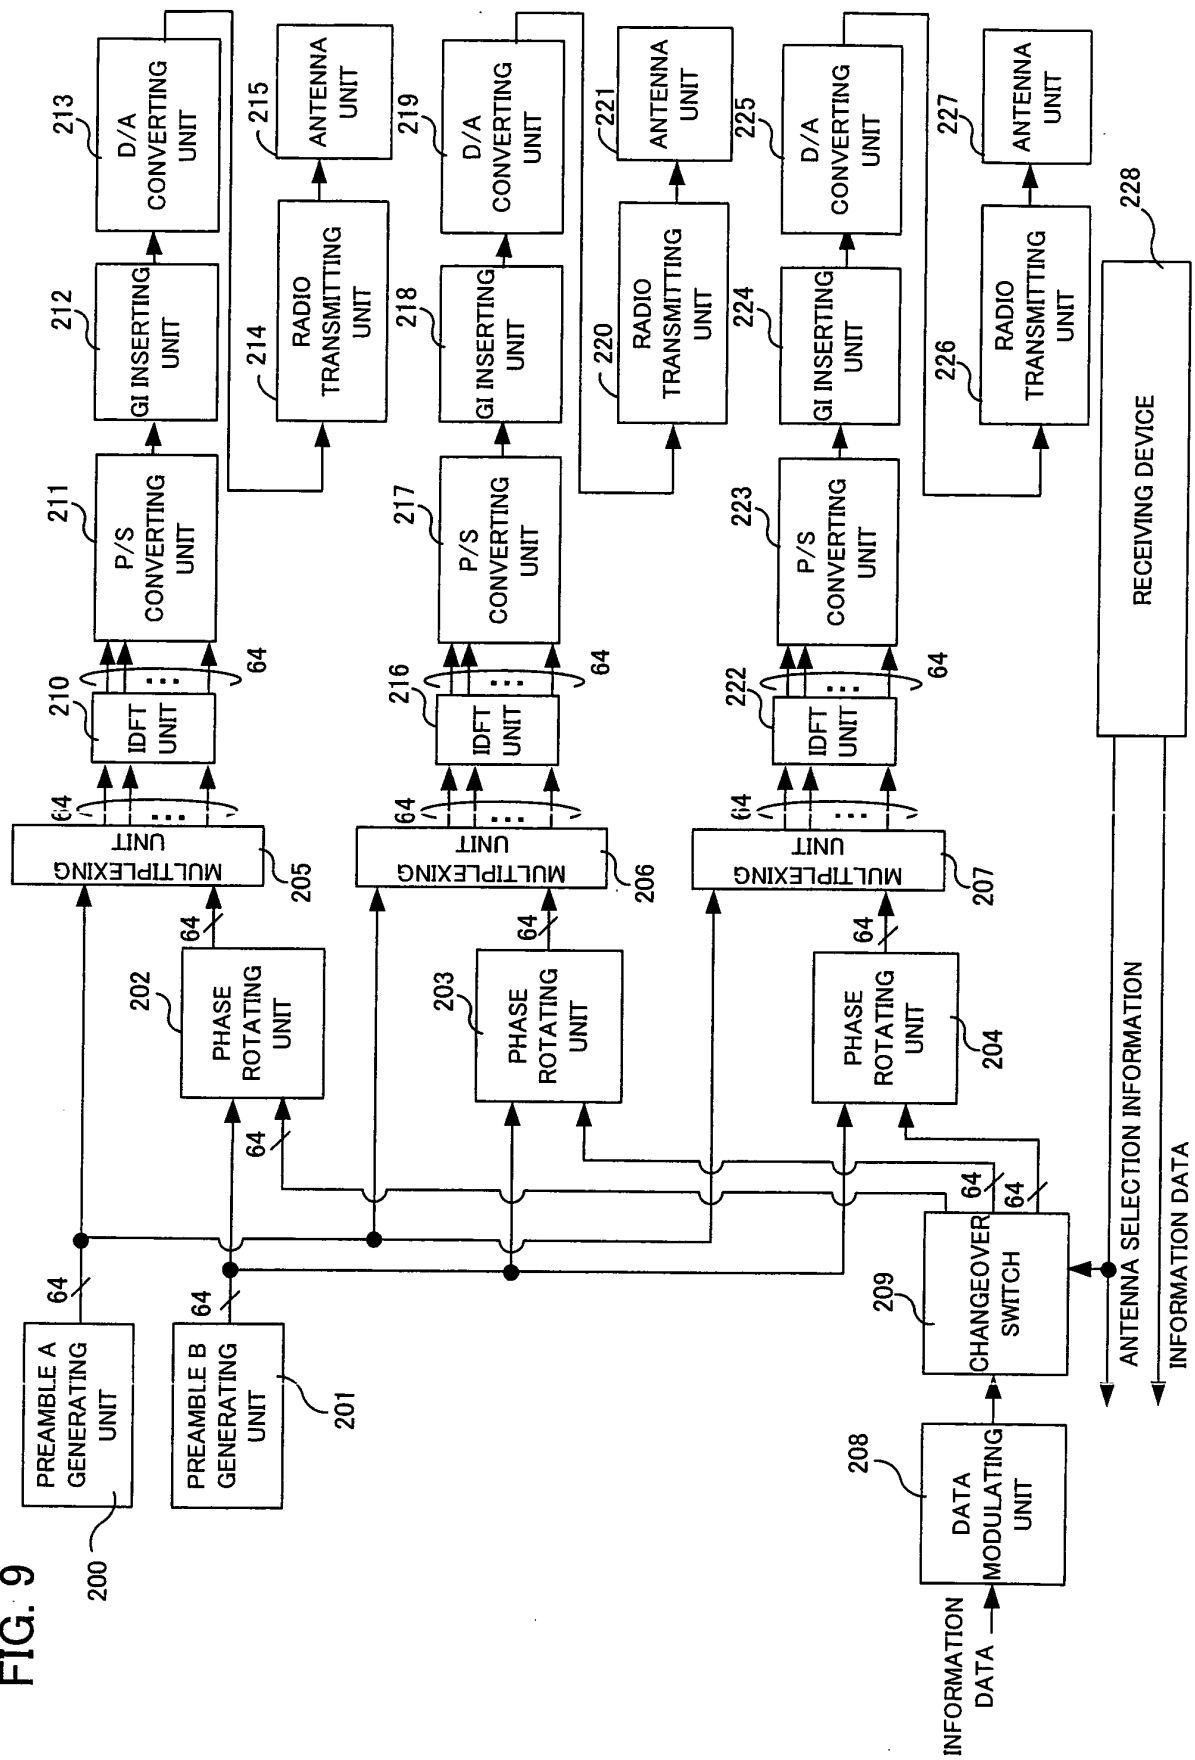 FIG. 9
200
PREAMBLE A
GENERATING
UNIT
64
201
PREAMBLE B
GENERATING
UNIT
64
INFORMATION
DATA
208
DATA
MODULATING
UNIT
209
CHANGEOVER
SWITCH
64
64
64
202
PHASE
ROTATING
UNIT
64
203
PHASE
ROTATING
UNIT
64
204
PHASE
ROTATING
UNIT
64
205
MULTIPLEXING
UNIT
64
210
IDFT
UNIT
64
211
P/S
CONVERTING
UNIT
212
GI INSERTING
UNIT
213
D/A
CONVERTING
UNIT
214
RADIO
TRANSMITTING
UNIT
215
ANTENNA
UNIT
206
MULTIPLEXING
UNIT
64
216
IDFT
UNIT
64
217
P/S
CONVERTING
UNIT
218
GI INSERTING
UNIT
219
D/A
CONVERTING
UNIT
220
RADIO
TRANSMITTING
UNIT
221
ANTENNA
UNIT
207
MULTIPLEXING
UNIT
64
222
IDFT
UNIT
64
223
P/S
CONVERTING
UNIT
224
GI INSERTING
UNIT
225
D/A
CONVERTING
UNIT
226
RADIO
TRANSMITTING
UNIT
227
ANTENNA
UNIT
228
RECEIVING DEVICE
ANTENNA SELECTION INFORMATION
INFORMATION DATA